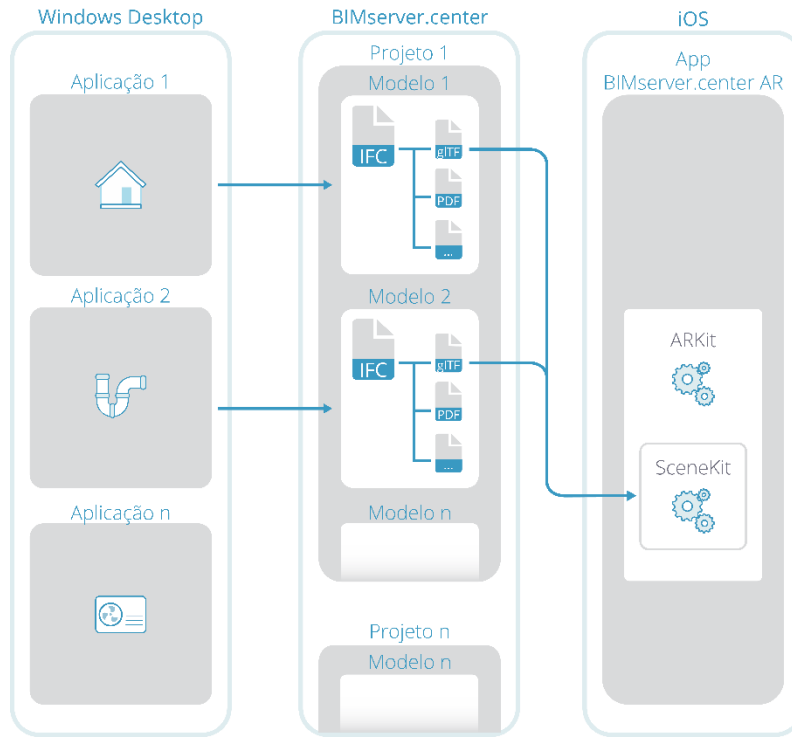 Windows Desktop
Aplicação 1
Aplicação 2
Aplicação n
BIMserver.center
Projeto 1
Modelo 1
IFC
glTF
PDF
...
Modelo 2
IFC
glTF
PDF
...
Modelo n
Projeto n
Modelo n
iOS
App
BIMserver.center AR
ARKit
SceneKit